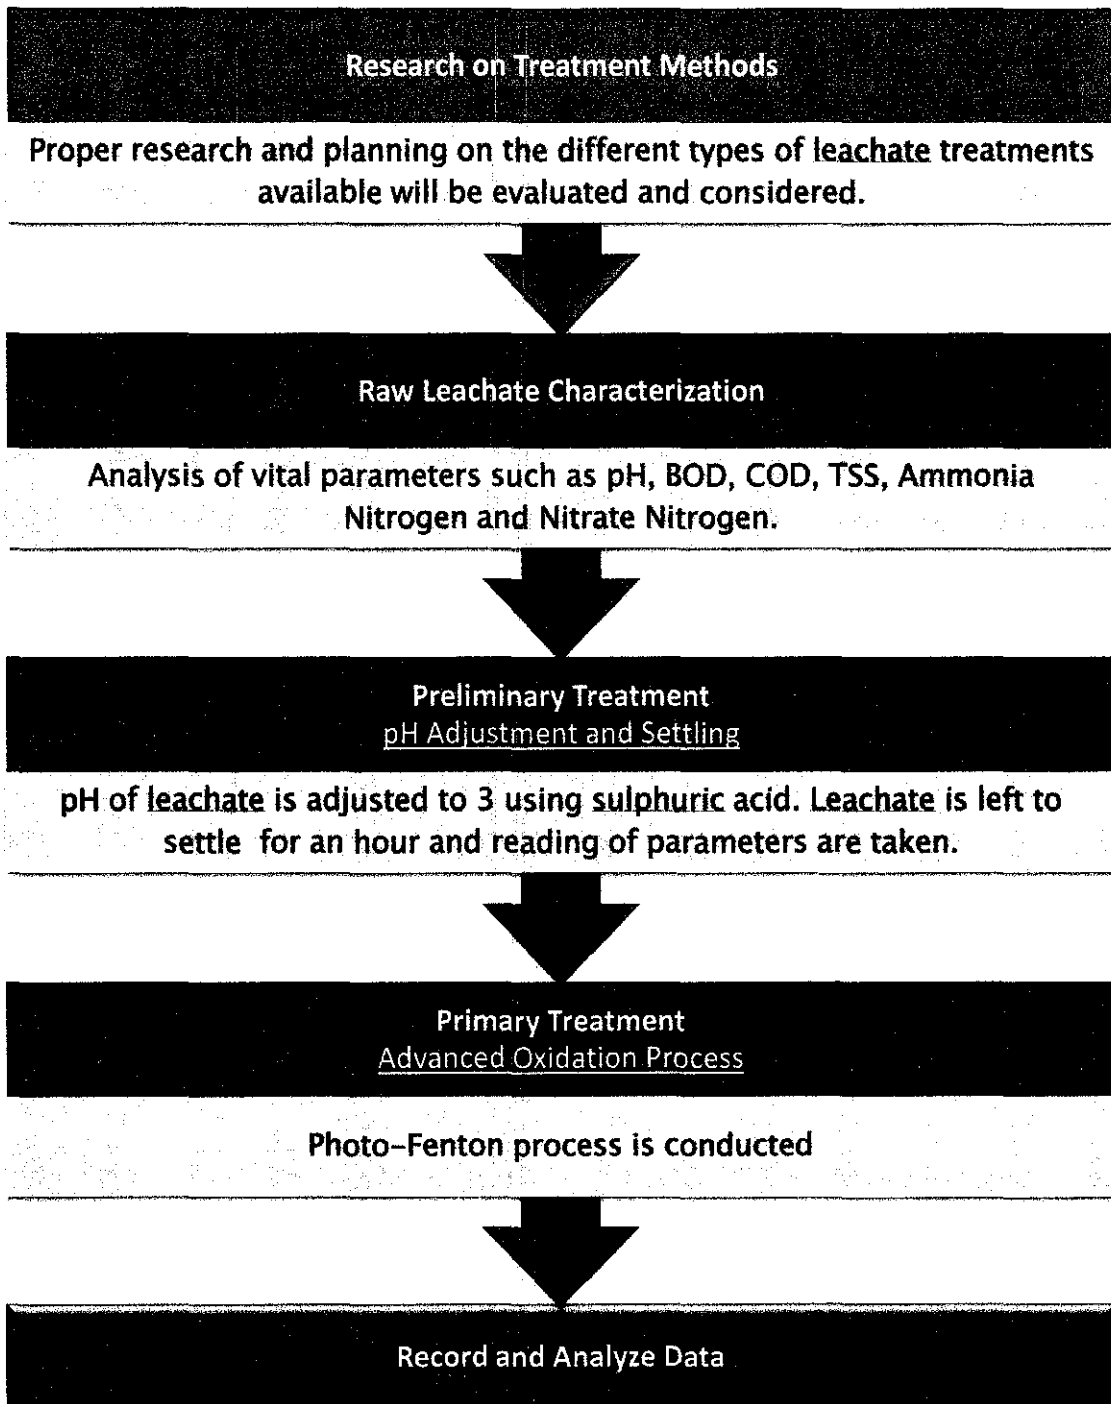 Research on Treatment Methods
Proper research and planning on the different types of leachate treatments
available will be evaluated and considered.
Raw Leachate Characterization
Analysis of vital parameters such as pH, BOD, COD, TSS, Ammonia
Nitrogen and Nitrate Nitrogen.
Preliminary Treatment
pH Adjustment and Settling
pH of leachate is adjusted to 3 using sulphuric acid. Leachate is left to
settle for an hour and reading of parameters are taken.
Primary Treatment
Advanced Oxidation Process
Photo-Fenton process is conducted
Record and Analyze Data